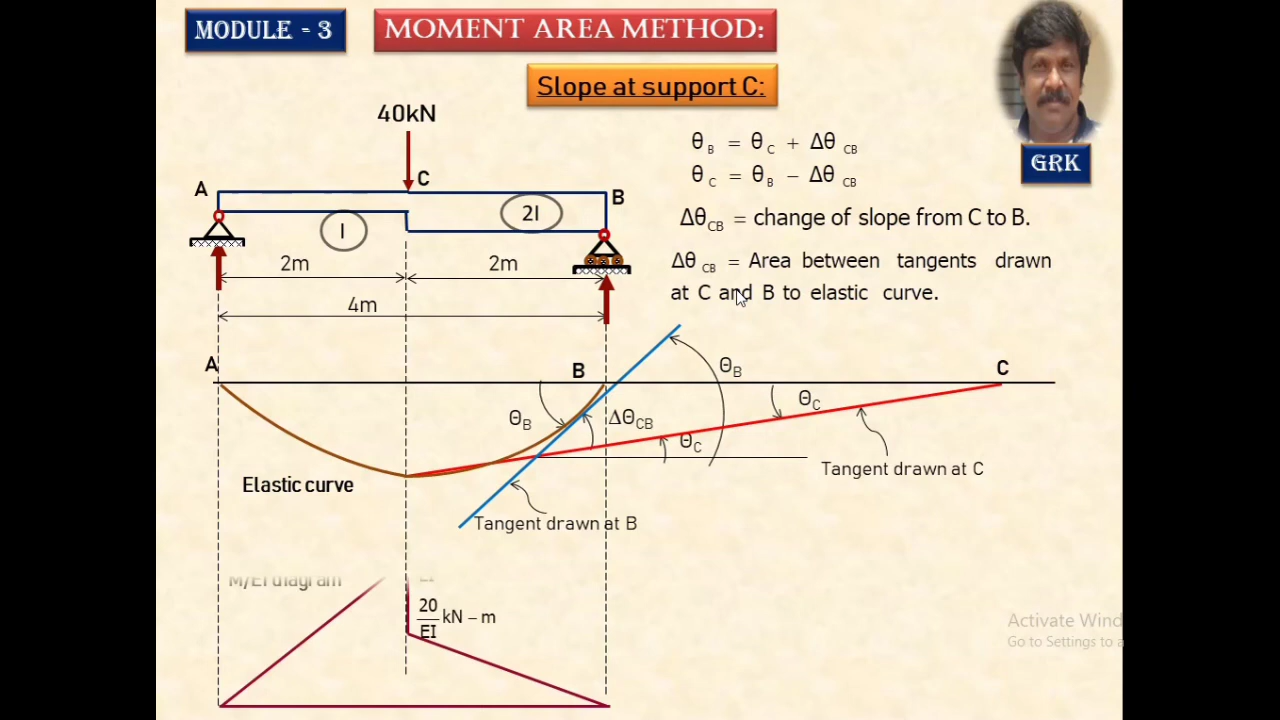 MODULE - 3
MOMENT AREA METHOD:
Slope at support C:
GRK
40kN
C
A
B
I
2I
2m
2m
4m
θ B = θ C + Δθ CB
θ C = θ B − Δθ CB
Δθ CB = change of slope from C to B.
Δθ CB = Area between tangents drawn
at C and B to elastic curve.
A
B
C
θ B
θ C
θ B
Δθ CB
θ C
Tangent drawn at C
Elastic curve
Tangent drawn at B
M/EI diagram
20
EI
kN − m
Activate Wind
Go to Settings to a